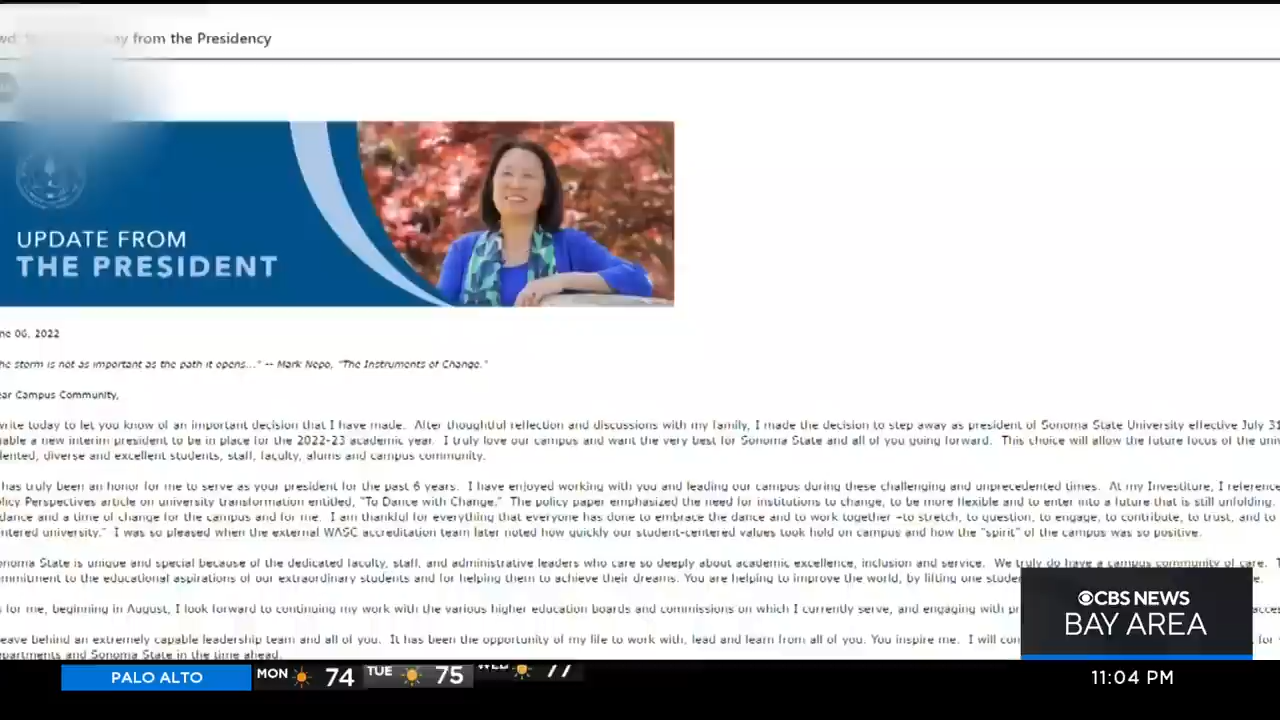 ay from the Presidency
UPDATE FROM
THE PRESIDENT
ne 06, 2022
he storm is not as important as the path it opens..." -- Mark Nepo, "The Instruments of Change."
ear Campus Community,
write today to let you know of an important decision that I have made. After thoughtful reflection and discussions with my family, I made the decision to step away as president of Sonoma State University effective July 31
able a new interim president to be in place for the 2022-23 academic year. I truly love our campus and want the very best for Sonoma State and all of you going forward. This choice will allow the future focus of the uni
lented, diverse and excellent students, staff, faculty, alums and campus community.
has truly been an honor for me to serve as your president for the past 6 years. I have enjoyed working with you and leading our campus during these challenging and unprecedented times. At my Investiture, I reference
licy Perspectives article on university transformation entitled, "To Dance with Change." The policy paper emphasized the need for institutions to change, to be more flexible and to enter into a future that is still unfolding.
dance and a time of change for the campus and for me. I am thankful for everything that everyone has done to embrace the dance and to work together –to stretch, to question, to engage, to contribute, to trust, and to
ntered university." I was so pleased when the external WASC accreditation team later noted how quickly our student-centered values took hold on campus and how the "spirit" of the campus was so positive.
noma State is unique and special because of the dedicated faculty, staff, and administrative leaders who care so deeply about academic excellence, inclusion and service. We truly do have a campus community of care. T
mmitment to the educational aspirations of our extraordinary students and for helping them to achieve their dreams. You are helping to improve the world, by lifting one studen e.
s for me, beginning in August, I look forward to continuing my work with the various higher education boards and commissions on which I currently serve, and engaging with pr acces
eave behind an extremely capable leadership team and all of you. It has been the opportunity of my life to work with, lead and learn from all of you. You inspire me. I will con for
partments and Sonoma State in the time ahead.
CBS NEWS
BAY AREA
PALO ALTO MON 74 TUE 75 WED 77 11:04 PM